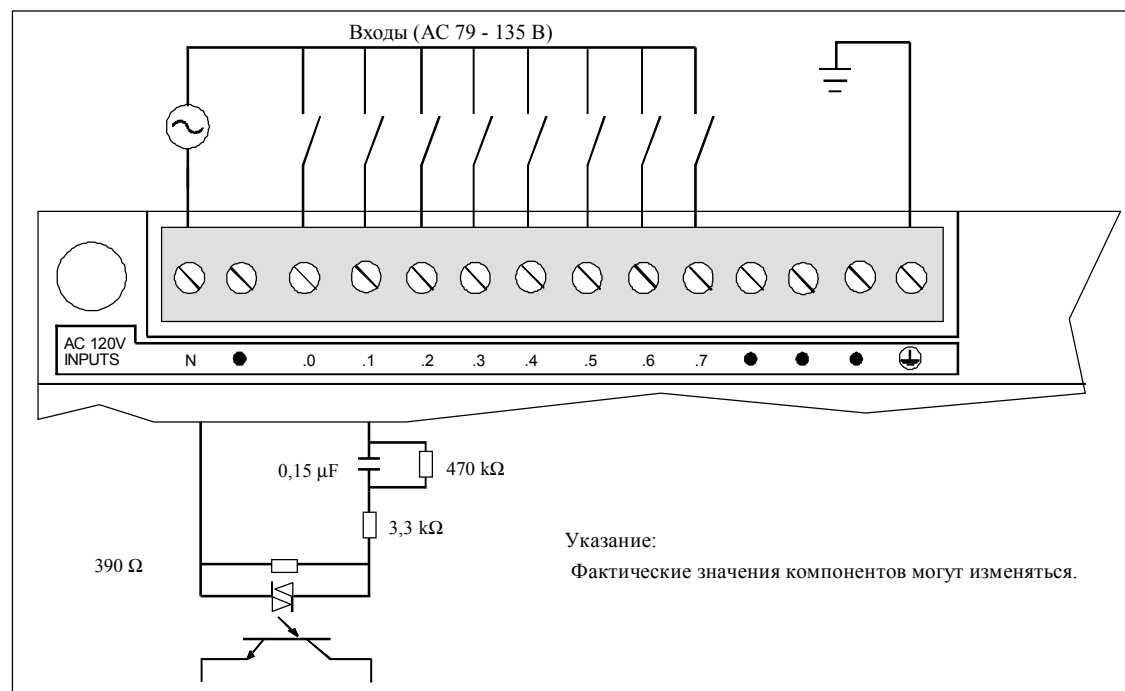 Входы (AC 79 - 135 В)
AC 120V
INPUTS
N .0 .1 .2 .3 .4 .5 .6 .7
0,15 µF
470 kΩ
3,3 kΩ
390 Ω
Указание:
Фактические значения компонентов могут изменяться.